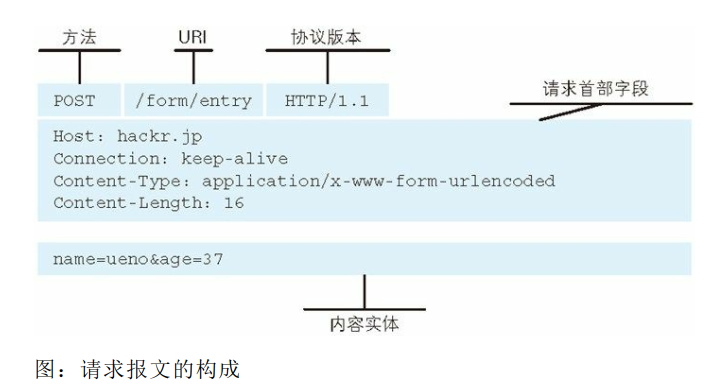 方法 URI 协议版本
请求首部字段
POST /form/entry HTTP/1.1
Host: hackr.jp
Connection: keep-alive
Content-Type: application/x-www-form-urlencoded
Content-Length: 16
name=ueno&age=37
内容实体
图：请求报文的构成